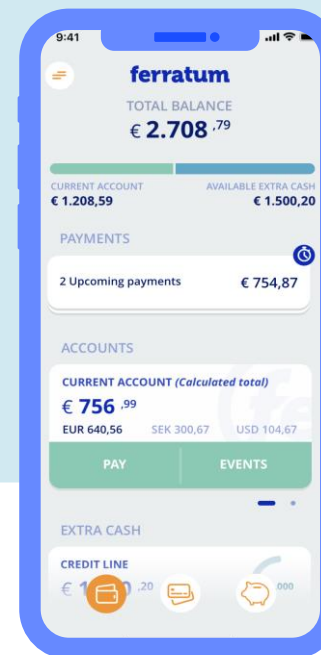 9:41
ferratum
TOTAL BALANCE
€ 2.708 ,79
CURRENT ACCOUNT AVAILABLE EXTRA CASH
€ 1.208,59 € 1.500,20
PAYMENTS
2 Upcoming payments € 754,87
ACCOUNTS
CURRENT ACCOUNT (Calculated total)
€ 756 ,99
EUR 640,56 SEK 300,67 USD 104,67
PAY EVENTS
EXTRA CASH
CREDIT LINE
€ ,20